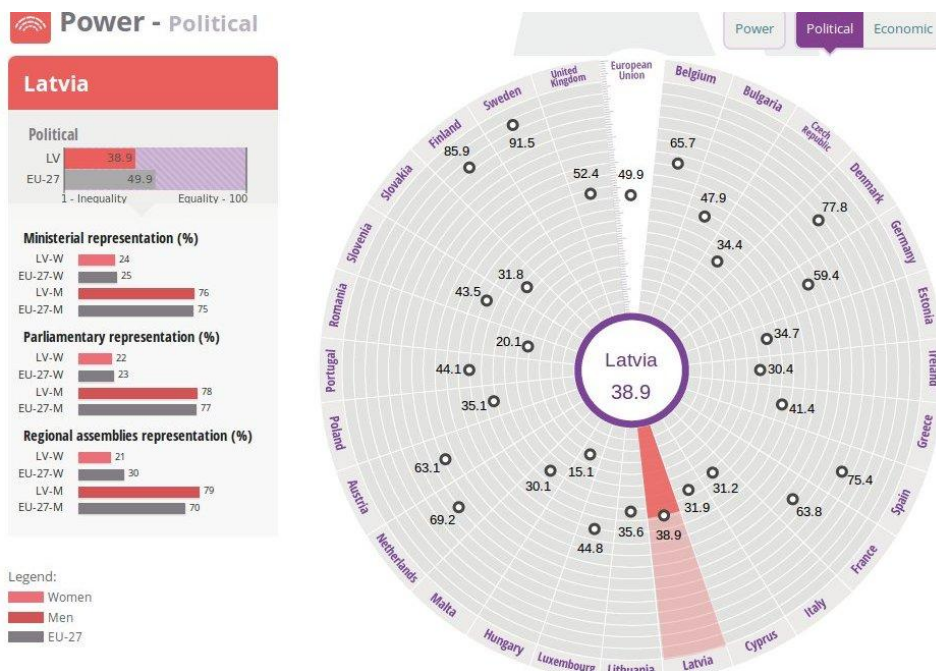 Power - Political
Power
Political
Economic
Latvia
Political
LV 38.9
EU-27 49.9
1 - Inequality Equality - 100
Ministerial representation (%)
LV-W 24
EU-27-W 25
LV-M 76
EU-27-M 75
Parliamentary representation (%)
LV-W 22
EU-27-W 23
LV-M 78
EU-27-M 77
Regional assemblies representation (%)
LV-W 21
EU-27-W 30
LV-M 79
EU-27-M 70
Legend:
Women
Men
EU-27
European
Union
Belgium
Bulgaria
Czech
Republic
Denmark
Germany
Estonia
Ireland
Greece
Spain
France
Italy
Cyprus
Latvia
Lithuania
Luxembourg
Hungary
Malta
Netherlands
Austria
Poland
Portugal
Romania
Slovenia
Slovakia
Finland
Sweden
United
Kingdom
49.9
65.7
47.9
34.4
77.8
59.4
34.7
30.4
41.4
75.4
63.8
31.2
31.9
38.9
35.6
44.8
15.1
30.1
69.2
63.1
35.1
44.1
20.1
43.5
31.8
85.9
91.5
52.4
Latvia
38.9